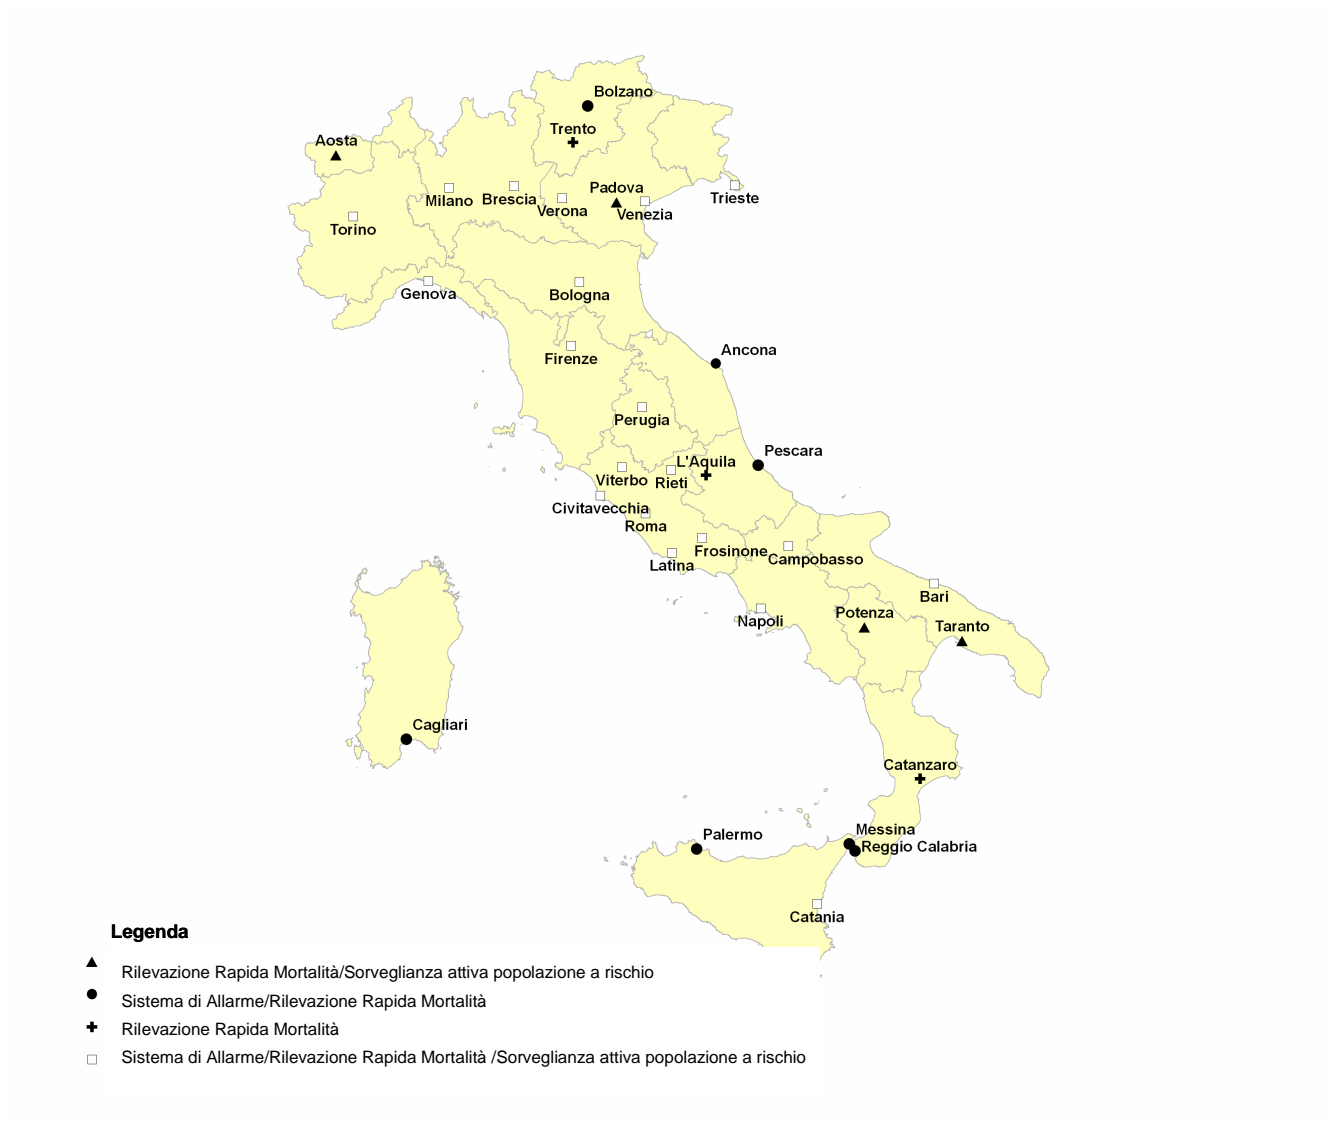 Bolzano
Trento
Aosta
Padova
Milano
Brescia
Verona
Venezia
Trieste
Torino
Genova
Bologna
Firenze
Ancona
Perugia
Pescara
L'Aquila
Viterbo
Rieti
Civitavecchia
Roma
Frosinone
Campobasso
Latina
Bari
Potenza
Napoli
Taranto
Cagliari
Catanzaro
Messina
Palermo
Reggio Calabria
Catania
Legenda
Rilevazione Rapida Mortalità/Sorveglianza attiva popolazione a rischio
Sistema di Allarme/Rilevazione Rapida Mortalità
Rilevazione Rapida Mortalità
Sistema di Allarme/Rilevazione Rapida Mortalità /Sorveglianza attiva popolazione a rischio